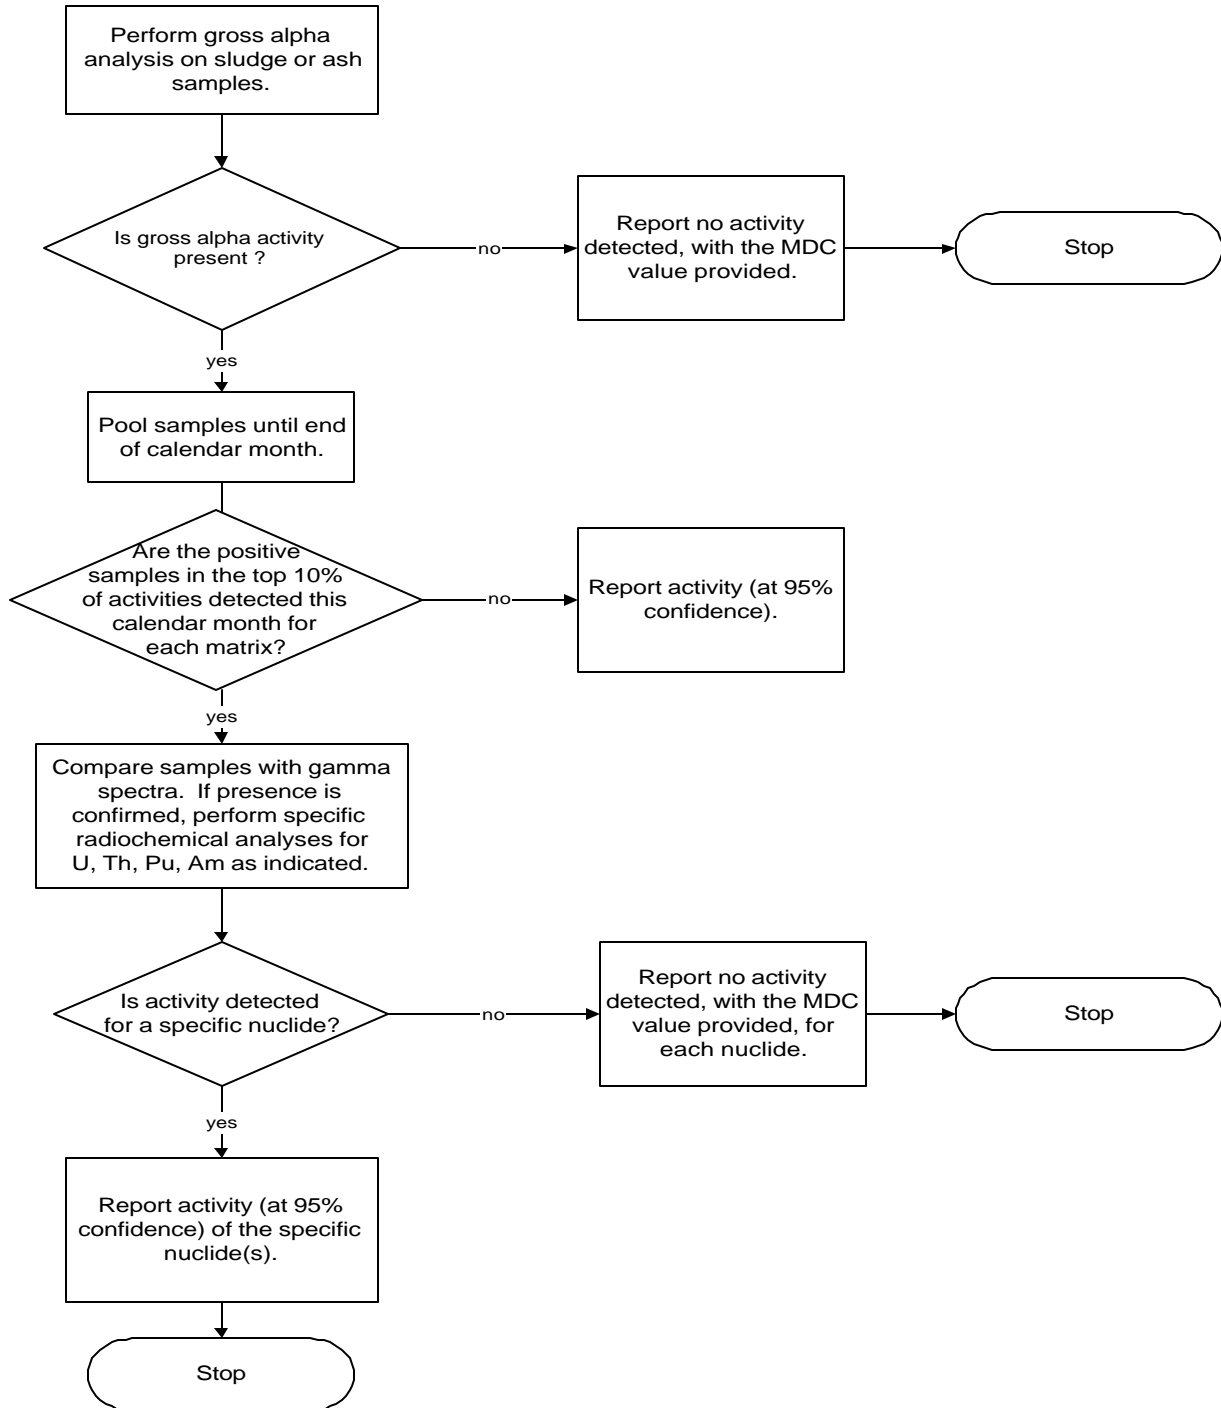 Perform gross alpha
analysis on sludge or ash
samples.
Is gross alpha activity
present ?
no
Report no activity
detected, with the MDC
value provided.
Stop
yes
Pool samples until end
of calendar month.
Are the positive
samples in the top 10%
of activities detected this
calendar month for
each matrix?
no
Report activity (at 95%
confidence).
yes
Compare samples with gamma
spectra.  If presence is
confirmed, perform specific
radiochemical analyses for
U, Th, Pu, Am as indicated.
Is activity detected
for a specific nuclide?
no
Report no activity
detected, with the MDC
value provided, for
each nuclide.
Stop
yes
Report activity (at 95%
confidence) of the specific
nuclide(s).
Stop